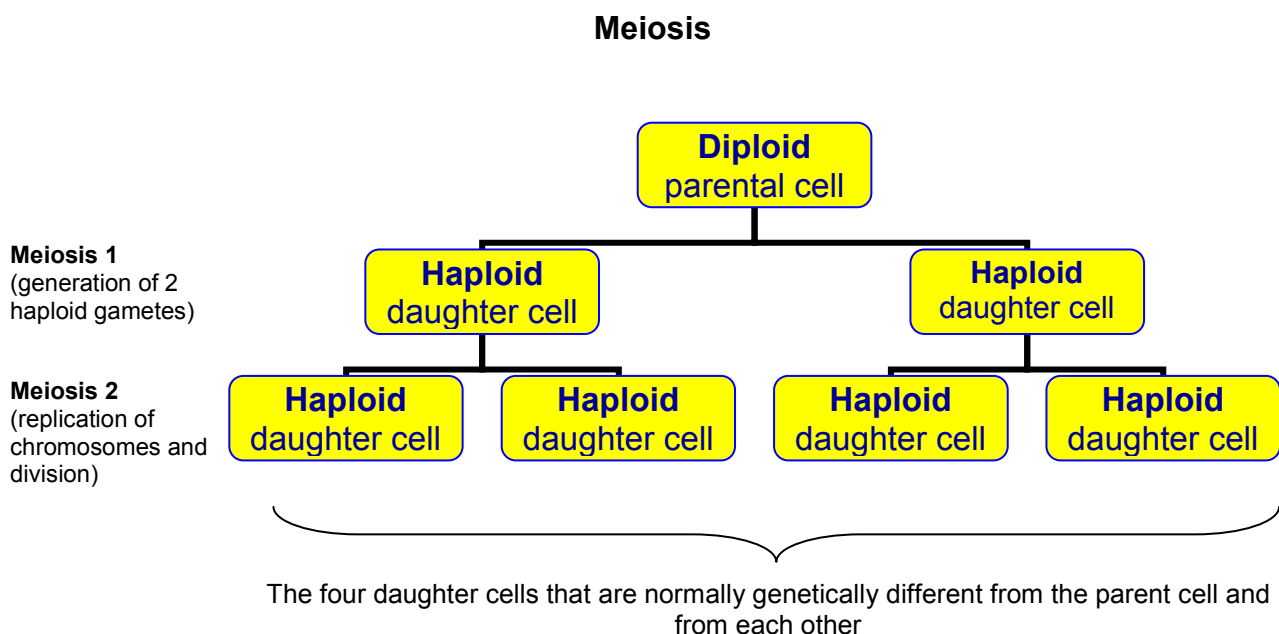 Meiosis
Diploid
parental cell
Meiosis 1
(generation of 2
haploid gametes)
Haploid
daughter cell
Haploid
daughter cell
Meiosis 2
(replication of
chromosomes and
division)
Haploid
daughter cell
Haploid
daughter cell
Haploid
daughter cell
Haploid
daughter cell
The four daughter cells that are normally genetically different from the parent cell and
from each other